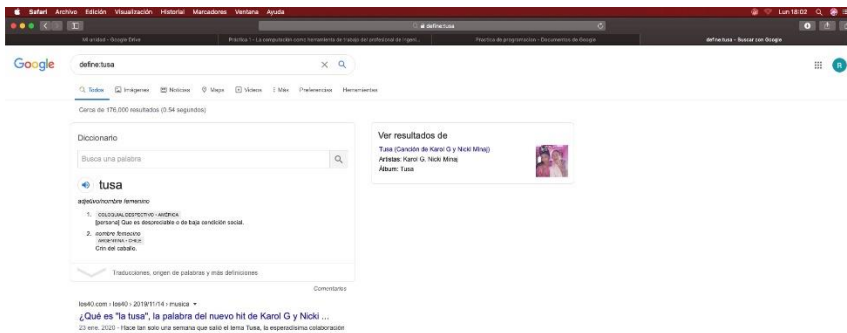 Safari Archivo Edición Visualización Historial Marcadores Ventana Ayuda
Lun 18:02
define:tusa
Mi unidad - Google Drive
Práctica 1 - La computación como herramienta de trabajo del profesional de ingeni...
Practica de programacion - Documentos de Google
define:tusa - Buscar con Google
Google
define:tusa
R
Todos Imágenes Noticias Maps Videos Más Preferencias Herramientas
Cerca de 176,000 resultados (0.54 segundos)
Diccionario
Busca una palabra
tusa
adjetivo/nombre femenino
1. COLOQUIAL DESPECTIVO · AMÉRICA
[persona] Que es despreciable o de baja condición social.
2. nombre femenino
ARGENTINA · CHILE
Crin del caballo.
Traducciones, origen de palabras y más definiciones
Comentarios
Ver resultados de
Tusa (Canción de Karol G y Nicki Minaj)
Artistas: Karol G, Nicki Minaj
Álbum: Tusa
los40.com › los40 › 2019/11/14 › musica
¿Qué es "la tusa", la palabra del nuevo hit de Karol G y Nicki ...
23 ene. 2020 - Hace tan solo una semana que salió el tema Tusa, la esperadísima colaboración